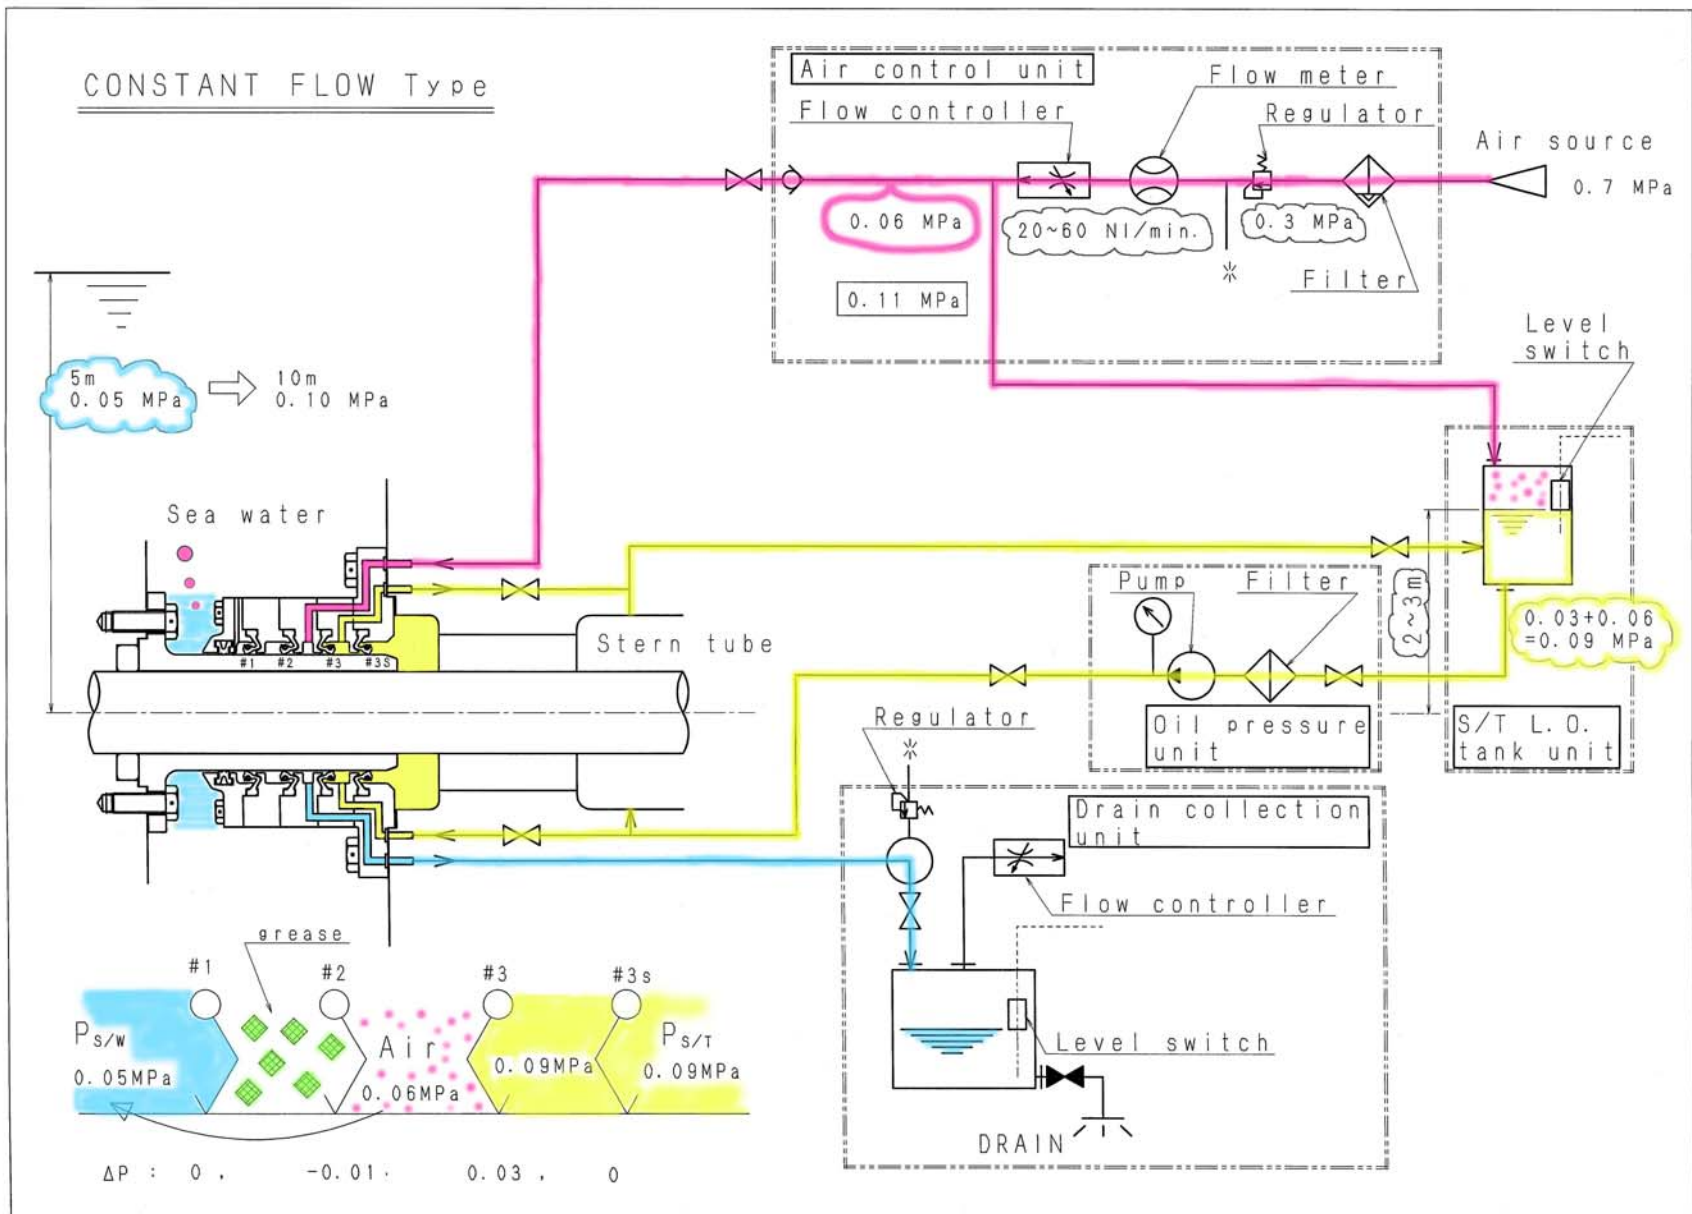 CONSTANT FLOW Type
Air control unit
Flow meter
Flow controller
Regulator
Air source
0.7 MPa
0.06 MPa
20~60 Nl/min.
0.3 MPa
Filter
0.11 MPa
Level
switch
5m
0.05 MPa
10m
0.10 MPa
Sea water
Pump
Filter
2~3m
0.03+0.06
=0.09 MPa
Stern tube
#1 #2 #3 #3S
Regulator
Oil pressure
unit
S/T L.O.
tank unit
Drain collection
unit
Flow controller
grease
#1 #2 #3 #3s
PS/W
0.05MPa
Air
0.06MPa
0.09MPa
PS/T
0.09MPa
Level switch
DRAIN
ΔP : 0 , -0.01, 0.03 , 0